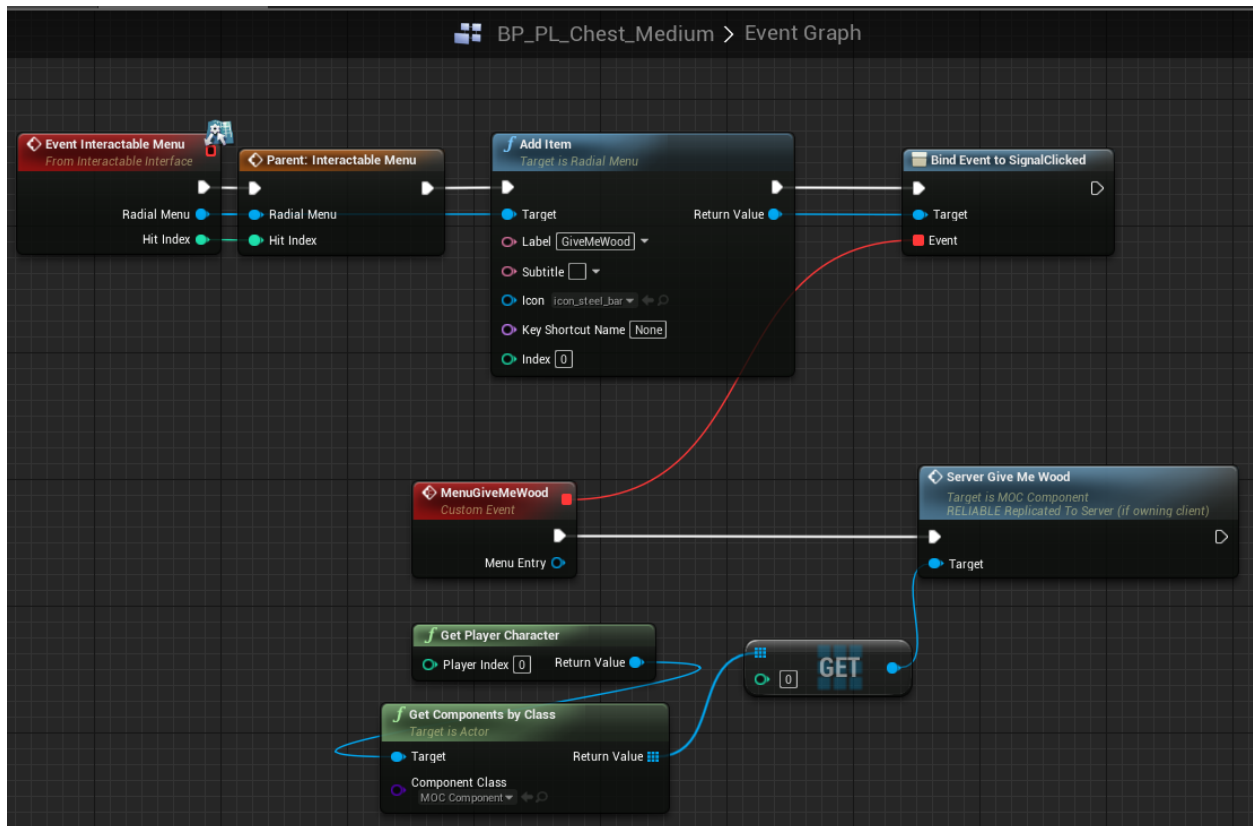 BP_PL_Chest_Medium > Event Graph
Event Interactable Menu
From Interactable Interface
Radial Menu
Hit Index
Parent: Interactable Menu
Radial Menu
Hit Index
f Add Item
Target is Radial Menu
Target
Return Value
Label GiveMeWood
Subtitle
Icon icon_steel_bar
Key Shortcut Name None
Index 0
Bind Event to SignalClicked
Target
Event
MenuGiveMeWood
Custom Event
Menu Entry
Server Give Me Wood
Target is MOC Component
RELIABLE Replicated To Server (if owning client)
Target
f Get Player Character
Player Index 0
Return Value
f Get Components by Class
Target is Actor
Target
Return Value
Component Class
MOC Component
0
GET